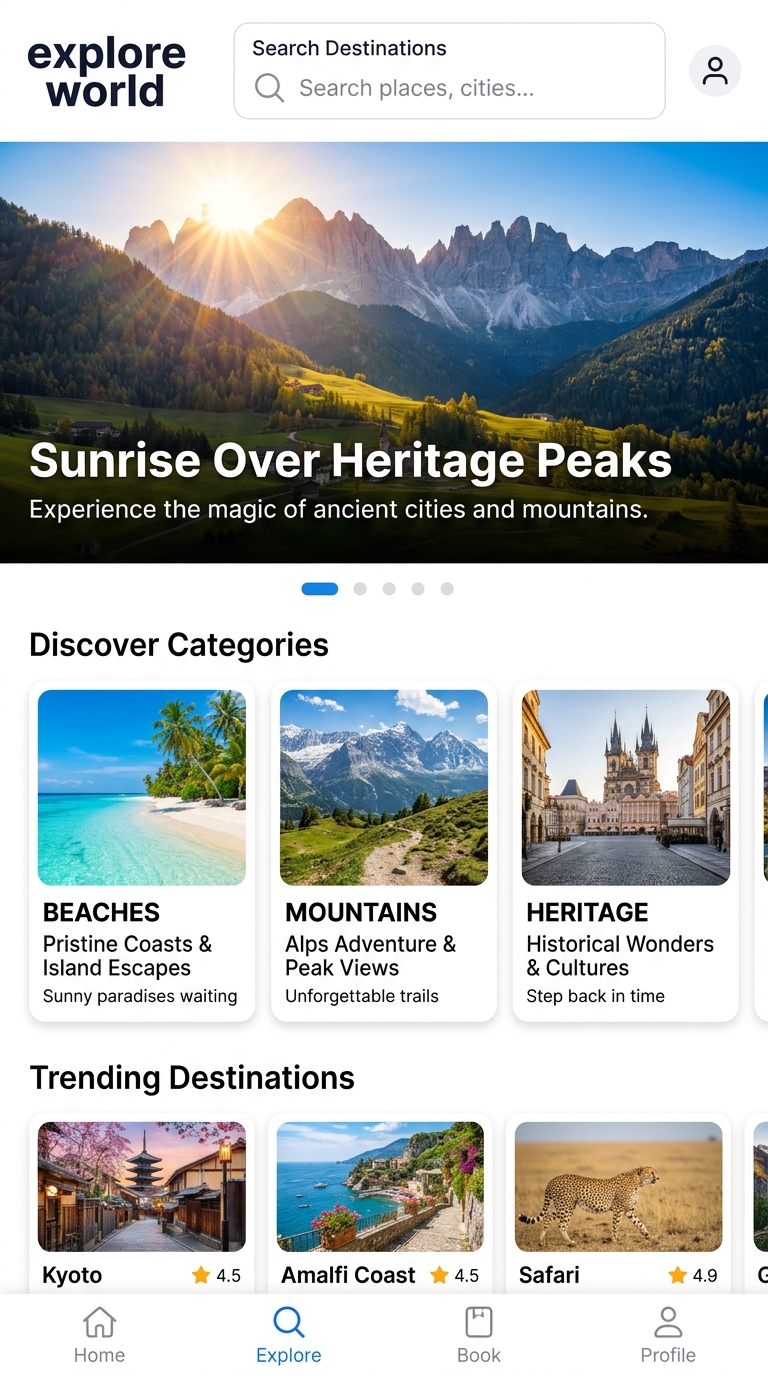 explore
world
Search Destinations
Search places, cities...
Sunrise Over Heritage Peaks
Experience the magic of ancient cities and mountains.
Discover Categories
BEACHES
Pristine Coasts &
Island Escapes
Sunny paradises waiting
MOUNTAINS
Alps Adventure &
Peak Views
Unforgettable trails
HERITAGE
Historical Wonders
& Cultures
Step back in time
Trending Destinations
Kyoto 4.5
Amalfi Coast 4.5
Safari 4.9
Home
Explore
Book
Profile